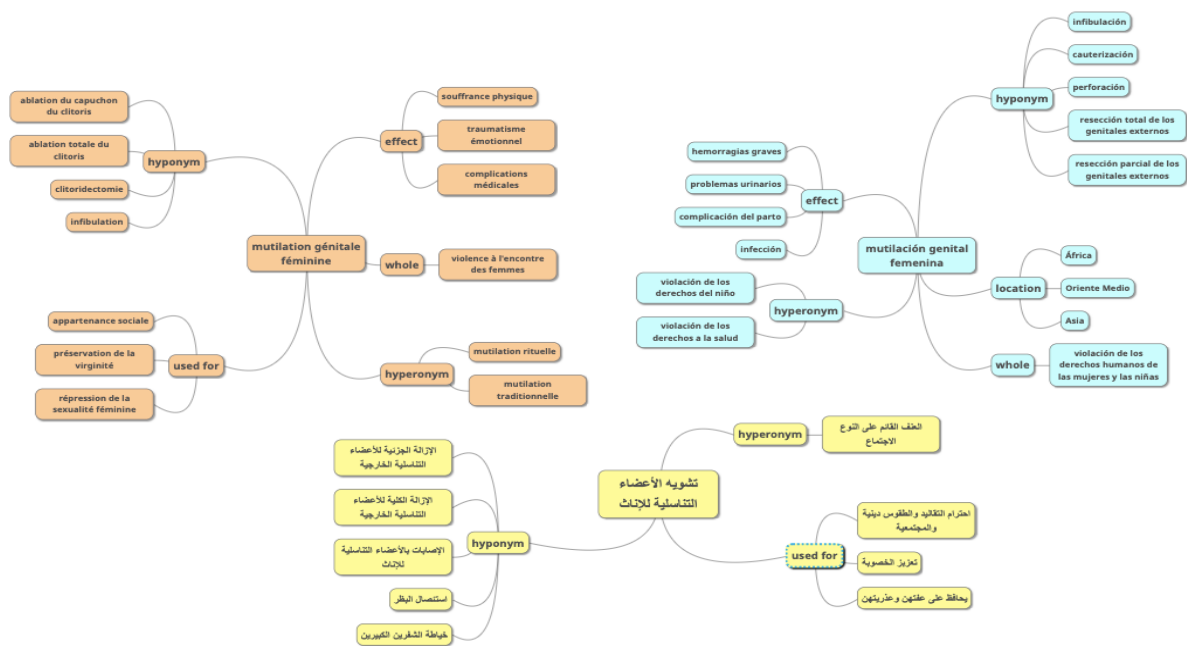 mutilation génitale
féminine
hyponym
ablation du capuchon
du clitoris
ablation totale du
clitoris
clitoridectomie
infibulation
used for
appartenance sociale
préservation de la
virginité
répression de la
sexualité féminine
effect
souffrance physique
traumatisme
émotionnel
complications
médicales
whole
violence à l'encontre
des femmes
hyperonym
mutilation rituelle
mutilation
traditionnelle
mutilación genital
femenina
effect
hemorragias graves
problemas urinarios
complicación del parto
infección
hyperonym
violación de los
derechos del niño
violación de los
derechos a la salud
hyponym
infibulación
cauterización
perforación
resección total de los
genitales externos
resección parcial de los
genitales externos
location
África
Oriente Medio
Asia
whole
violación de los
derechos humanos de
las mujeres y las niñas
تشويه الأعضاء
التناسلية للإناث
hyperonym
العنف القائم على النوع
الاجتماع
used for
احترام التقاليد والطقوس دينية
والمجتمعية
تعزيز الخصوبة
يحافظ على عفتهن وعذريتهن
hyponym
الإزالة الجزئية للأعضاء
التناسلية الخارجية
الإزالة الكلية للأعضاء
التناسلية الخارجية
الإصابات بالأعضاء التناسلية
للإناث
استئصال البظر
خياطة الشفرين الكبيرين